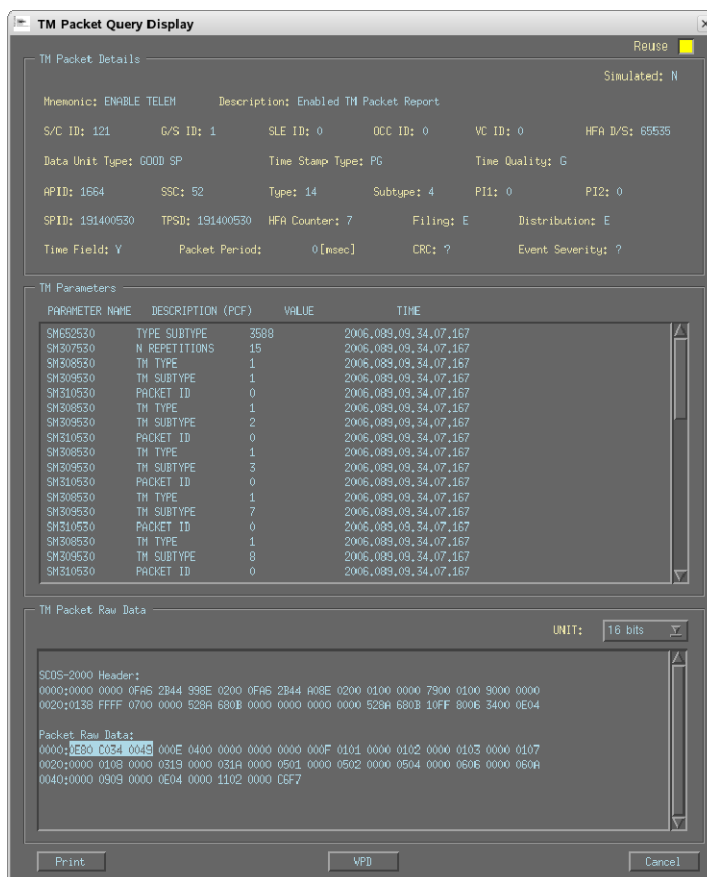 TM Packet Query Display
Reuse
TM Packet Details
Simulated: N
Mnemonic: ENABLE TELEM Description: Enabled TM Packet Report
S/C ID: 121 G/S ID: 1 SLE ID: 0 OCC ID: 0 VC ID: 0 HFA D/S: 65535
Data Unit Type: GOOD SP Time Stamp Type: PG Time Quality: G
APID: 1664 SSC: 52 Type: 14 Subtype: 4 PI1: 0 PI2: 0
SPID: 191400530 TPSD: 191400530 HFA Counter: 7 Filing: E Distribution: E
Time Field: Y Packet Period: 0[msec] CRC: ? Event Severity: ?
TM Parameters
PARAMETER NAME DESCRIPTION (PCF) VALUE TIME
SM652530 TYPE SUBTYPE 3588 2006.089.09.34.07.167
SM307530 N REPETITIONS 15 2006.089.09.34.07.167
SM308530 TM TYPE 1 2006.089.09.34.07.167
SM309530 TM SUBTYPE 1 2006.089.09.34.07.167
SM310530 PACKET ID 0 2006.089.09.34.07.167
SM308530 TM TYPE 1 2006.089.09.34.07.167
SM309530 TM SUBTYPE 2 2006.089.09.34.07.167
SM310530 PACKET ID 0 2006.089.09.34.07.167
SM308530 TM TYPE 1 2006.089.09.34.07.167
SM309530 TM SUBTYPE 3 2006.089.09.34.07.167
SM310530 PACKET ID 0 2006.089.09.34.07.167
SM308530 TM TYPE 1 2006.089.09.34.07.167
SM309530 TM SUBTYPE 7 2006.089.09.34.07.167
SM310530 PACKET ID 0 2006.089.09.34.07.167
SM308530 TM TYPE 1 2006.089.09.34.07.167
SM309530 TM SUBTYPE 8 2006.089.09.34.07.167
SM310530 PACKET ID 0 2006.089.09.34.07.167
TM Packet Raw Data
UNIT: 16 bits
SCOS-2000 Header:
0000:0000 0000 0FA6 2B44 998E 0200 0FA6 2B44 A08E 0200 0100 0000 7900 0100 9000 0000
0020:0138 FFFF 0700 0000 528A 680B 0000 0000 0000 0000 528A 680B 10FF 8006 3400 0E04
Packet Raw Data:
0000:0E80 C034 0049 000E 0400 0000 0000 0000 000F 0101 0000 0102 0000 0103 0000 0107
0020:0000 0108 0000 0319 0000 031A 0000 0501 0000 0502 0000 0504 0000 0606 0000 060A
0040:0000 0909 0000 0E04 0000 1102 0000 C6F7
Print WPD Cancel